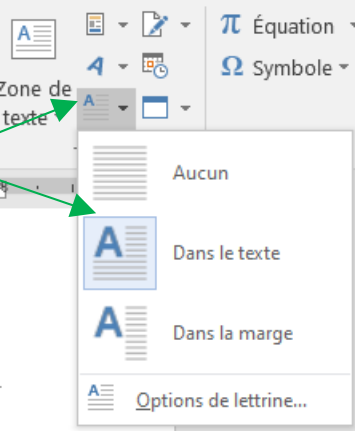 π Équation
Zone de
texte
Ω Symbole
Aucun
Dans le texte
Dans la marge
Options de lettrine...